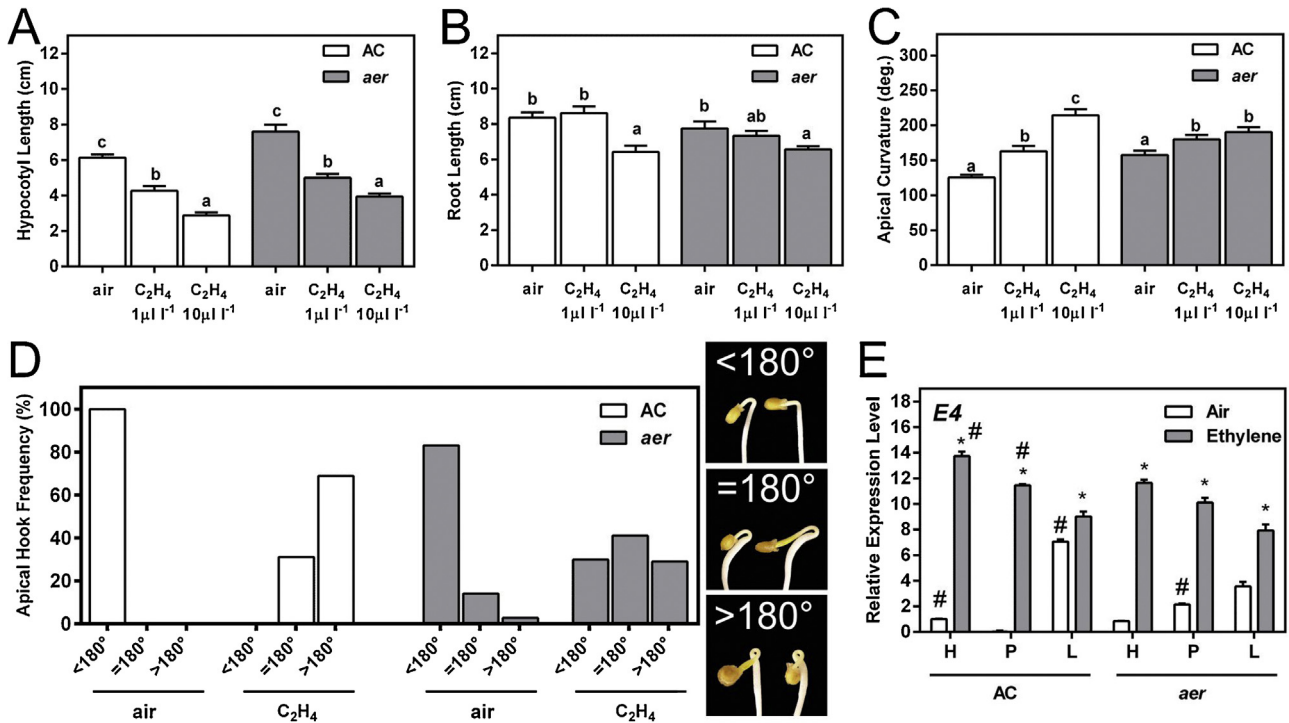 A
AC
aer
Hypocotyl Length (cm)
12
10
8
6
4
2
0
c
b
a
c
b
a
air C₂H₄ C₂H₄ air C₂H₄ C₂H₄
1μl l⁻¹ 10μl l⁻¹ 1μl l⁻¹ 10μl l⁻¹
B
AC
aer
Root Length (cm)
12
10
8
6
4
2
0
b
b
a
b
ab
a
air C₂H₄ C₂H₄ air C₂H₄ C₂H₄
1μl l⁻¹ 10μl l⁻¹ 1μl l⁻¹ 10μl l⁻¹
C
AC
aer
Apical Curvature (deg.)
300
250
200
150
100
50
0
a
b
c
a
b
b
air C₂H₄ C₂H₄ air C₂H₄ C₂H₄
1μl l⁻¹ 10μl l⁻¹ 1μl l⁻¹ 10μl l⁻¹
D
AC
aer
Apical Hook Frequency (%)
100
80
60
40
20
0
<180° =180° >180° <180° =180° >180° <180° =180° >180° <180° =180° >180°
air C₂H₄ air C₂H₄
<180°
=180°
>180°
E
E4
Air
Ethylene
Relative Expression Level
18
16
14
12
10
8
6
4
2
0
# * # # * # * * # * *
H P L H P L
AC aer